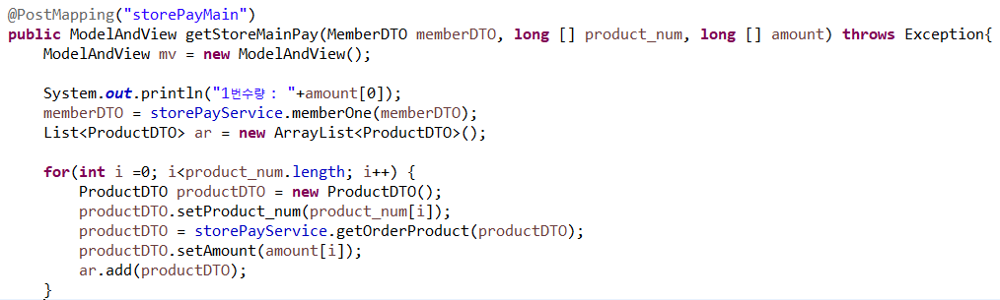 @PostMapping("storePayMain")
public ModelAndView getStoreMainPay(MemberDTO memberDTO, long [] product_num, long [] amount) throws Exception{
    ModelAndView mv = new ModelAndView();

    System.out.println("1번수량 : "+amount[0]);
    memberDTO = storePayService.memberOne(memberDTO);
    List<ProductDTO> ar = new ArrayList<ProductDTO>();

    for(int i =0; i<product_num.length; i++) {
        ProductDTO productDTO = new ProductDTO();
        productDTO.setProduct_num(product_num[i]);
        productDTO = storePayService.getOrderProduct(productDTO);
        productDTO.setAmount(amount[i]);
        ar.add(productDTO);
    }